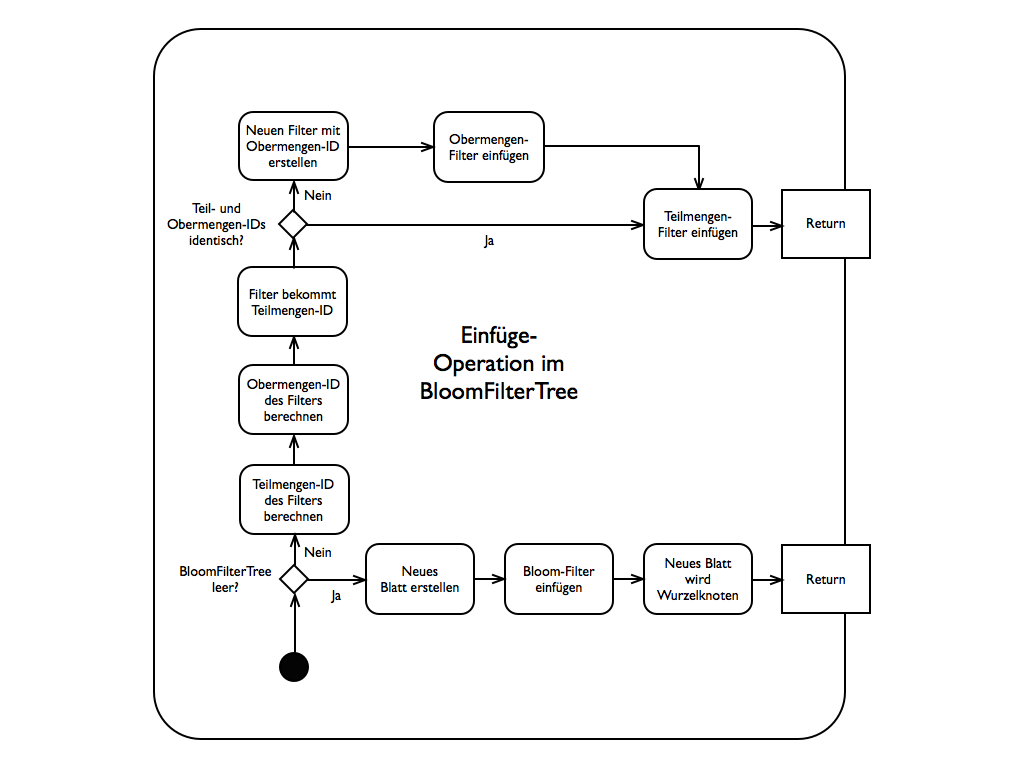 Neuen Filter mit
Obermengen-ID
erstellen
Obermengen-
Filter einfügen
Nein
Teil- und
Obermengen-IDs
identisch?
Ja
Teilmengen-
Filter einfügen
Return
Filter bekommt
Teilmengen-ID
Einfüge-
Operation im
BloomFilterTree
Obermengen-ID
des Filters
berechnen
Teilmengen-ID
des Filters
berechnen
Nein
BloomFilterTree
leer?
Ja
Neues
Blatt erstellen
Bloom-Filter
einfügen
Neues Blatt
wird
Wurzelknoten
Return